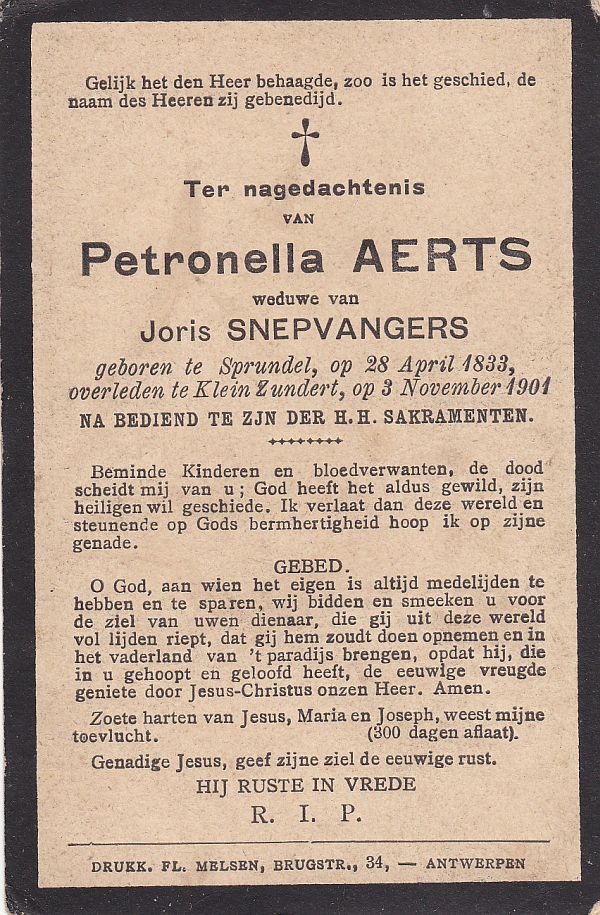 Gelijk het den Heer behaagde, zoo is het geschied, de
naam des Heeren zij gebenedijd.
Ter nagedachtenis
VAN
Petronella AERTS
weduwe van
Joris SNEPVANGERS
geboren te Sprundel, op 28 April 1833,
overleden te Klein Zundert, op 3 November 1901
NA BEDIEND TE ZJN DER H. H. SAKRAMENTEN.
Beminde Kinderen en bloedverwanten, de dood
scheidt mij van u; God heeft het aldus gewild, zijn
heiligen wil geschiede. Ik verlaat dan deze wereld en
steunende op Gods bermhertigheid hoop ik op zijne
genade.
GEBED.
O God, aan wien het eigen is altijd medelijden te
hebben en te sparen, wij bidden en smeeken u voor
de ziel van uwen dienaar, die gij uit deze wereld
vol lijden riept, dat gij hem zoudt doen opnemen en in
het vaderland van 't paradijs brengen, opdat hij, die
in u gehoopt en geloofd heeft, de eeuwige vreugde
geniete door Jesus-Christus onzen Heer. Amen.
Zoete harten van Jesus, Maria en Joseph, weest mijne
toevlucht. (300 dagen aflaat).
Genadige Jesus, geef zijne ziel de eeuwige rust.
HIJ RUSTE IN VREDE
R. I. P.
DRUKK. FL. MELSEN, BRUGSTR., 34, — ANTWERPEN